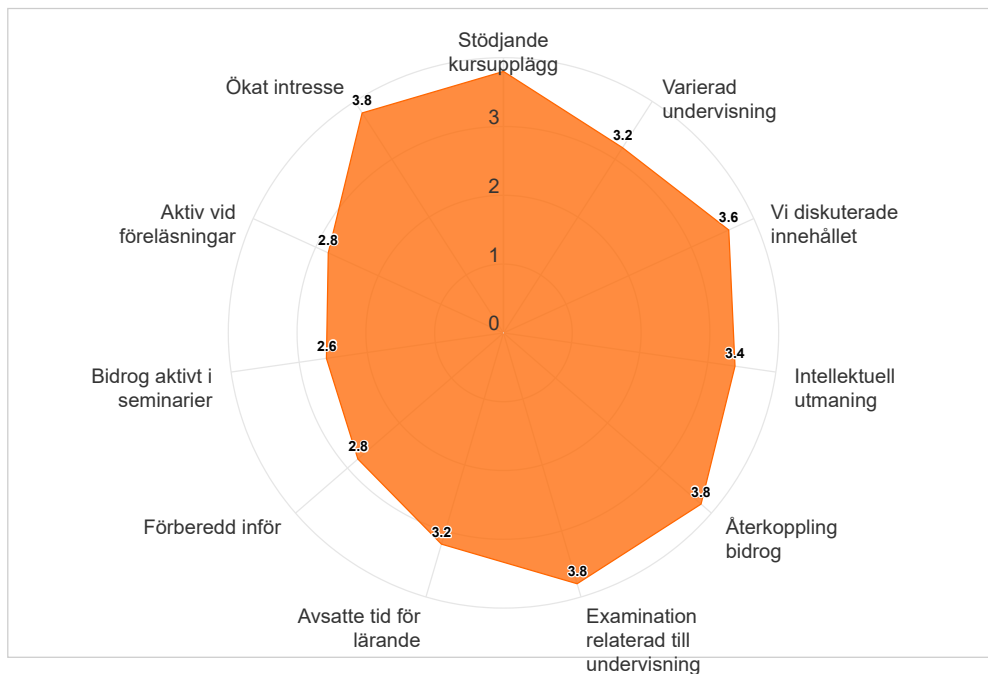 Stödjande
kursupplägg
Varierad
undervisning
Vi diskuterade
innehållet
Intellektuell
utmaning
Återkoppling
bidrog
Examination
relaterad till
undervisning
Avsatte tid för
lärande
Förberedd inför
Bidrog aktivt i
seminarier
Aktiv vid
föreläsningar
Ökat intresse
3
2
1
0
3.2
3.6
3.4
3.8
3.8
3.2
2.8
2.6
2.8
3.8